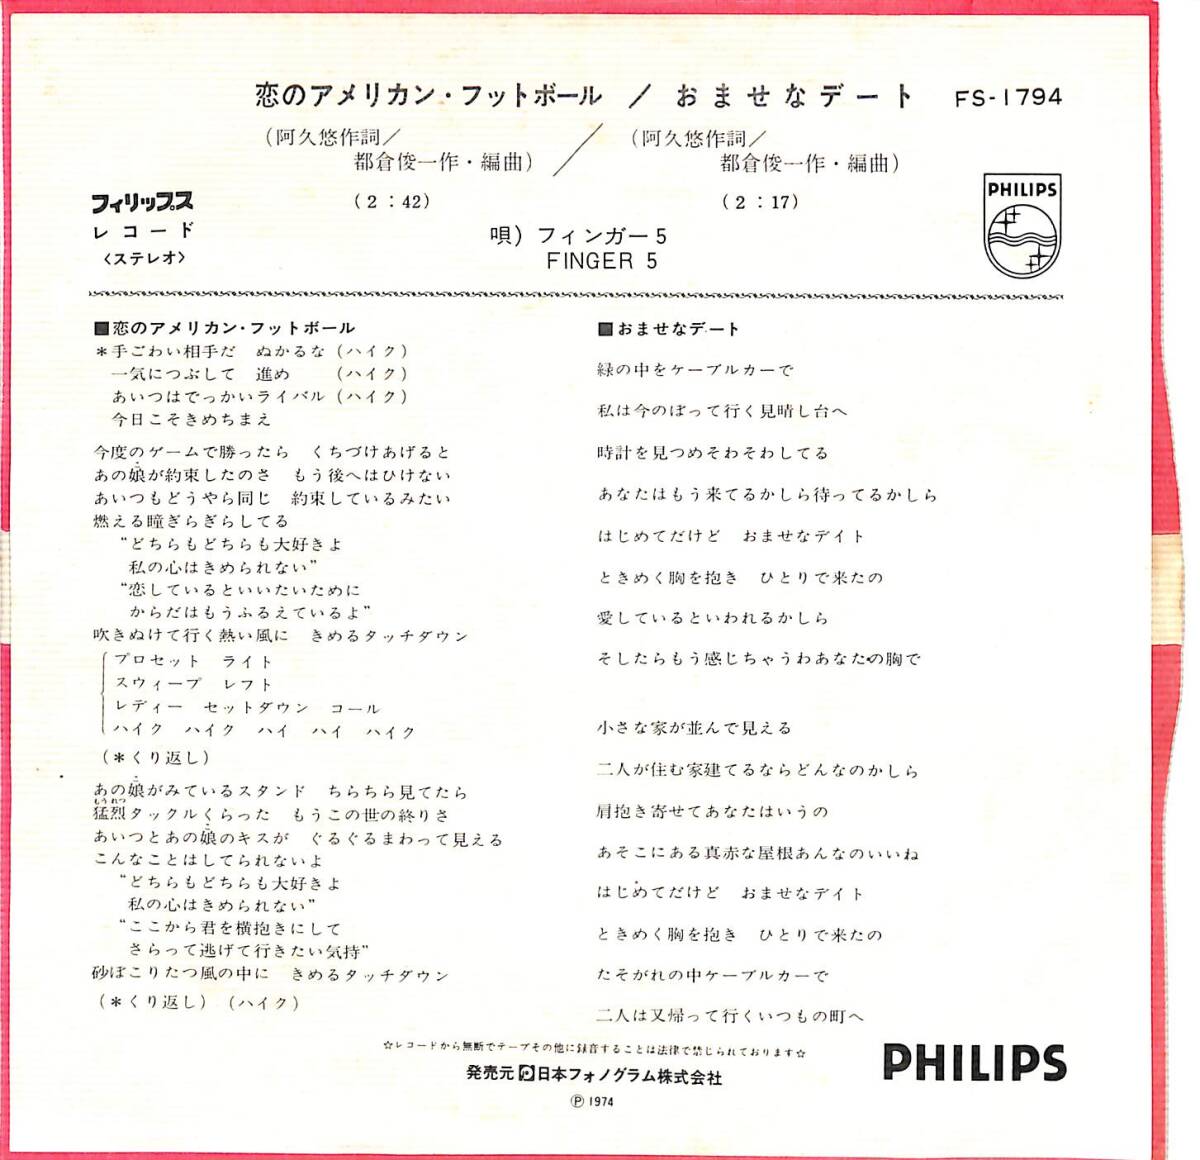 恋のアメリカン・フットボール / おませなデート FS-1794
(阿久悠作詞/
都倉俊一作・編曲)
(阿久悠作詞/
都倉俊一作・編曲)
(2:42)
(2:17)
フィリップス
レコード
〈ステレオ〉
唄) フィンガー5
FINGER 5
PHILIPS
■恋のアメリカン・フットボール
*手ごわい相手だ ぬかるな (ハイク)
一気につぶして 進め (ハイク)
あいつはでっかいライバル (ハイク)
今日こそきめちまえ
今度のゲームで勝ったら くちづけあげると
あの娘が約束したのさ もう後へはひけない
あいつもどうやら同じ 約束しているみたい
燃える瞳ぎらぎらしてる
“どちらもどちらも大好きよ
私の心はきめられない”
“恋しているといいたいために
からだはもうふるえているよ”
吹きぬけて行く熱い風に きめるタッチダウン
プロセット ライト
スウィープ レフト
レディー セットダウン コール
ハイク ハイク ハイ ハイ ハイク
(*くり返し)
あの娘がみているスタンド ちらちら見てたら
猛烈タックルくらった もうこの世の終りさ
あいつとあの娘のキスが ぐるぐるまわって見える
こんなことはしてられないよ
“どちらもどちらも大好きよ
私の心はきめられない”
“ここから君を横抱きにして
さらって逃げて行きたい気持”
砂ぼこりたつ風の中に きめるタッチダウン
(*くり返し) (ハイク)
■おませなデート
緑の中をケーブルカーで
私は今のぼって行く見晴し台へ
時計を見つめそわそわしてる
あなたはもう来てるかしら待ってるかしら
はじめてだけど おませなデイト
ときめく胸を抱き ひとりで来たの
愛しているといわれるかしら
そしたらもう感じちゃうわあなたの胸で
小さな家が並んで見える
二人が住む家建てるならどんなのかしら
肩抱き寄せてあなたはいうの
あそこにある真赤な屋根あんなのいいね
はじめてだけど おませなデイト
ときめく胸を抱き ひとりで来たの
たそがれの中ケーブルカーで
二人は又帰って行くいつもの町へ
☆レコードから無断でテープその他に録音することは法律で禁じられております☆
発売元 日本フォノグラム株式会社
Ⓟ 1974
PHILIPS